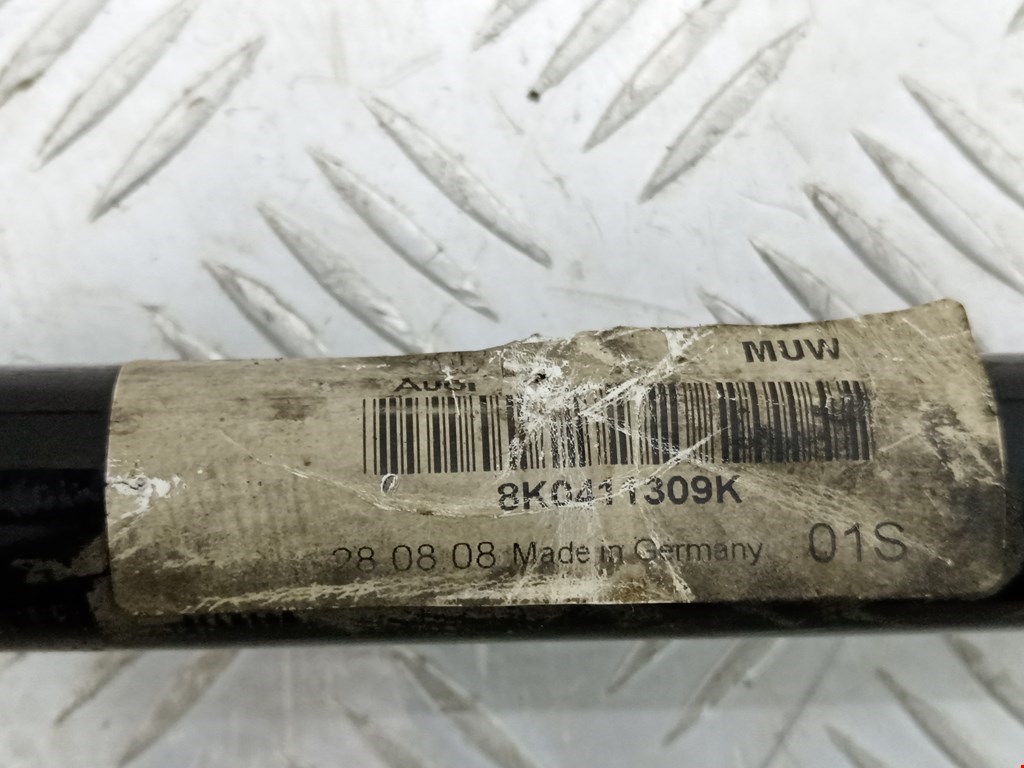 MUW
Audi
8K0411309K
28 08 08 Made in Germany 01S